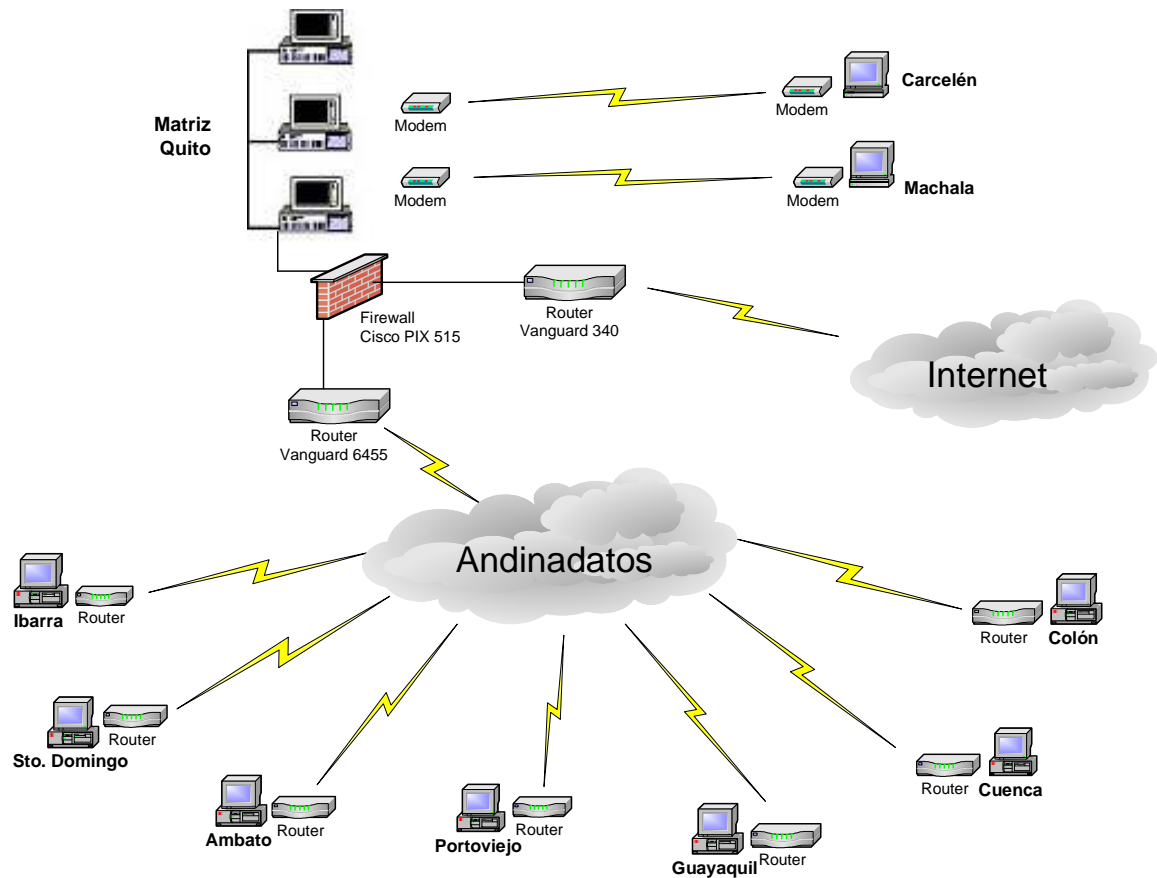 Carcelén
Modem
Modem
Matriz
Quito
Machala
Modem
Modem
Firewall
Cisco PIX 515
Router
Vanguard 340
Internet
Router
Vanguard 6455
Andinadatos
Ibarra
Router
Router
Colón
Router
Sto. Domingo
Router
Cuenca
Ambato
Router
Portoviejo
Router
Guayaquil
Router